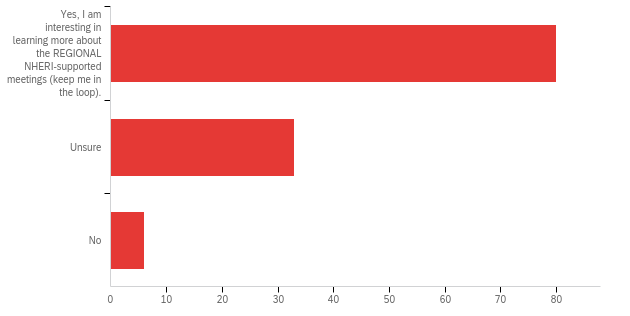 Yes, I am
interesting in
learning more about
the REGIONAL
NHERI-supported
meetings (keep me in
the loop).
Unsure
No
0 10 20 30 40 50 60 70 80